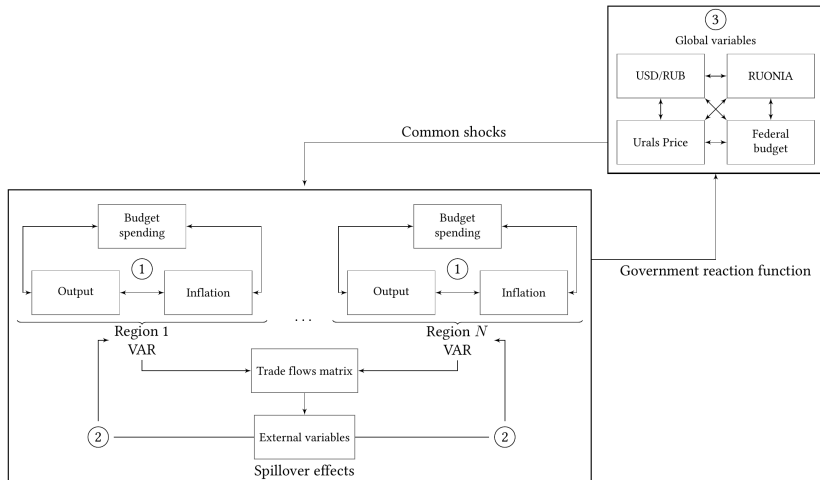 3
Global variables
USD/RUB
RUONIA
Urals Price
Federal
budget
Common shocks
Government reaction function
Budget
spending
1
Output
Inflation
Region 1
VAR
. . .
Budget
spending
1
Output
Inflation
Region N
VAR
Trade flows matrix
2
External variables
2
Spillover effects